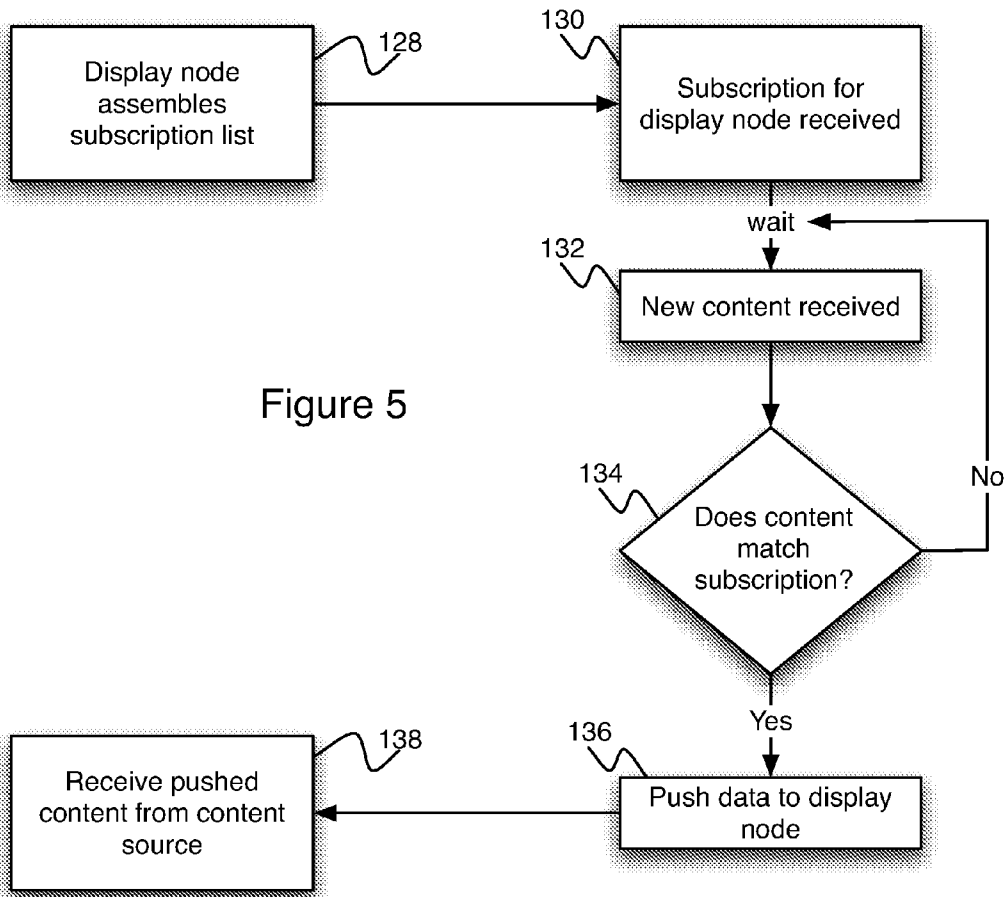 128
Display node
assembles
subscription list
130
Subscription for
display node received
wait
132
New content received
Figure 5
134
Does content
match
subscription?
No
Yes
136
Push data to display
node
138
Receive pushed
content from content
source